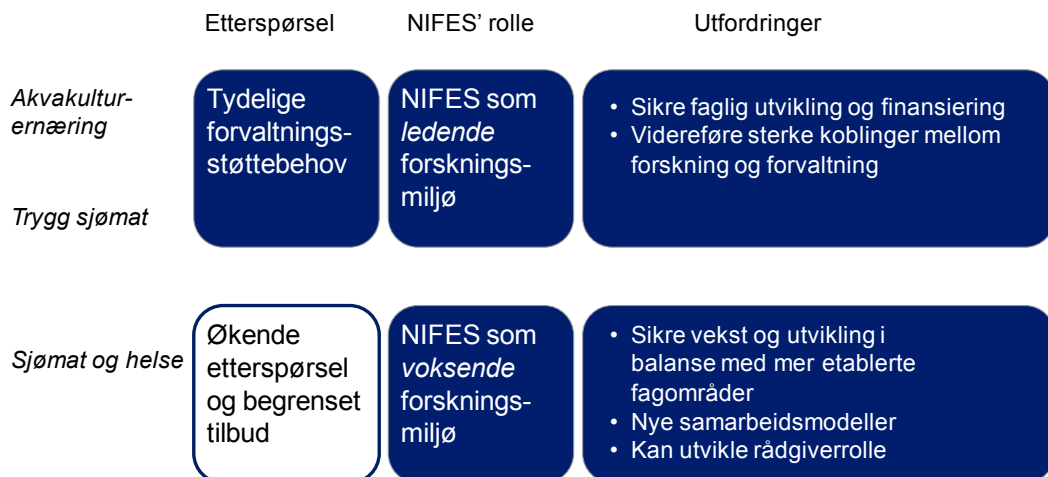 Etterspørsel NIFES’ rolle Utfordringer
Akvakultur-
ernæring
Trygg sjømat
Tydelige
forvaltnings-
støttebehov
NIFES som
ledende
forsknings-
miljø
• Sikre faglig utvikling og finansiering
• Videreføre sterke koblinger mellom
forskning og forvaltning
Sjømat og helse
Økende
etterspørsel
og begrenset
tilbud
NIFES som
voksende
forsknings-
miljø
• Sikre vekst og utvikling i
balanse med mer etablerte
fagområder
• Nye samarbeidsmodeller
• Kan utvikle rådgiverrolle